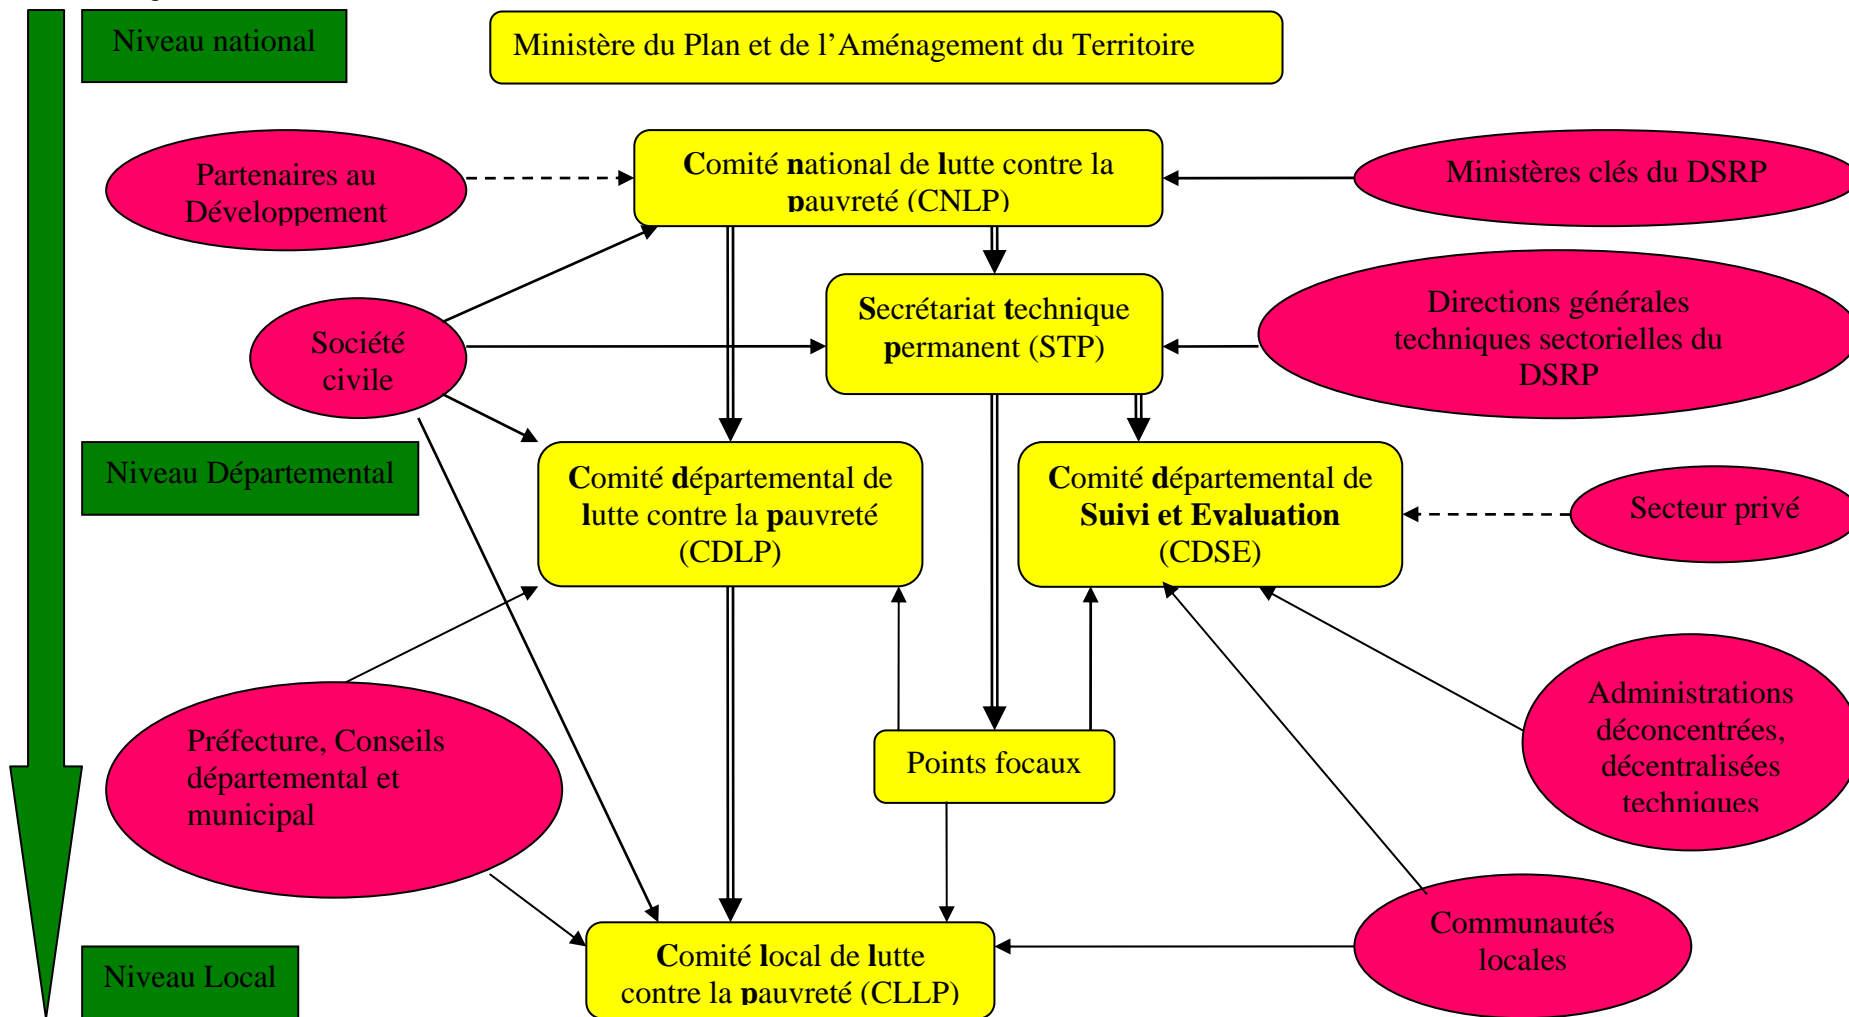 Niveau national
Ministère du Plan et de l’Aménagement du Territoire
Partenaires au
Développement
Comité national de lutte contre la
pauvreté (CNLP)
Ministères clés du DSRP
Société
civile
Secrétariat technique
permanent (STP)
Directions générales
techniques sectorielles du
DSRP
Niveau Départemental
Comité départemental de
lutte contre la pauvreté
(CDLP)
Comité départemental de
Suivi et Evaluation
(CDSE)
Secteur privé
Préfecture, Conseils
départemental et
municipal
Points focaux
Administrations
déconcentrées,
décentralisées
techniques
Niveau Local
Comité local de lutte
contre la pauvreté (CLLP)
Communautés
locales